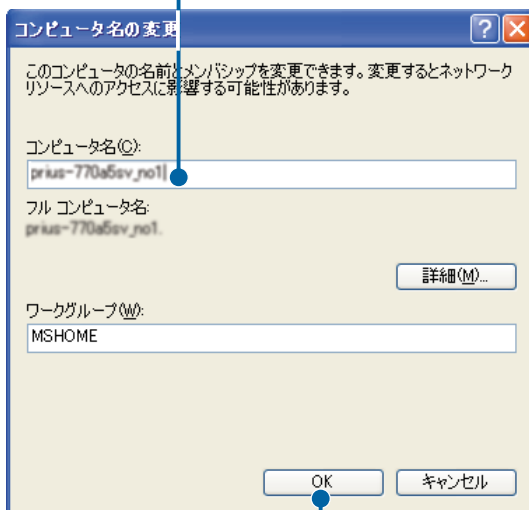 コンピュータ名の変更
このコンピュータの名前とメンバシップを変更できます。変更するとネットワーク
リソースへのアクセスに影響する可能性があります。
コンピュータ名(C):
prius-770a5sv_no1
フル コンピュータ名:
prius-770a5sv_no1.
詳細(M)...
ワークグループ(W):
MSHOME
OK
キャンセル